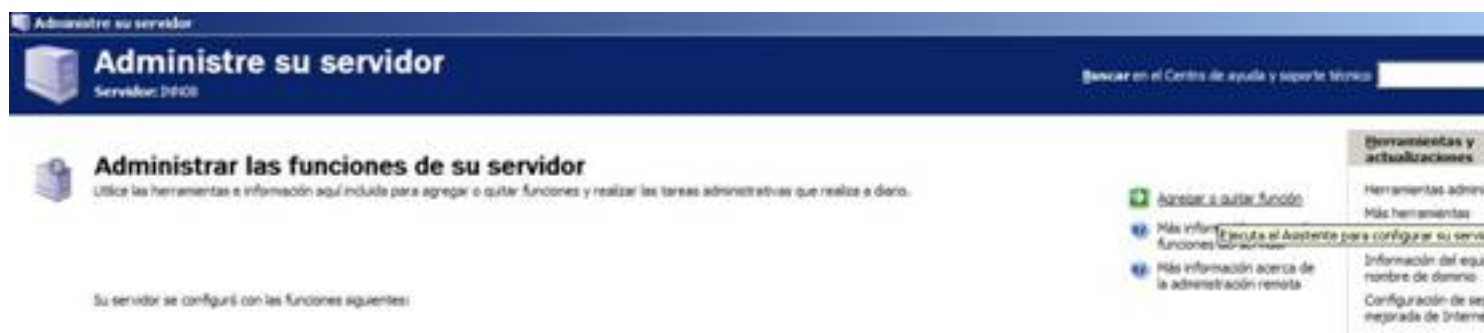 Administre su servidor
Administre su servidor
Servidor:
Buscar en el Centro de ayuda y soporte técnico
Administrar las funciones de su servidor
Utilice las herramientas e información aquí incluida para agregar o quitar funciones y realizar las tareas administrativas que realiza a diario.
Agregar o quitar función
Más
funciones
Ejecuta el Asistente para configurar su servi
Más información acerca de
la administración remota
Su servidor se configuró con las funciones siguientes:
Herramientas y
actualizaciones
Herramientas admini
Más herramientas
Información del equi
nombre de dominio
Configuración de se
mejorada de Interne